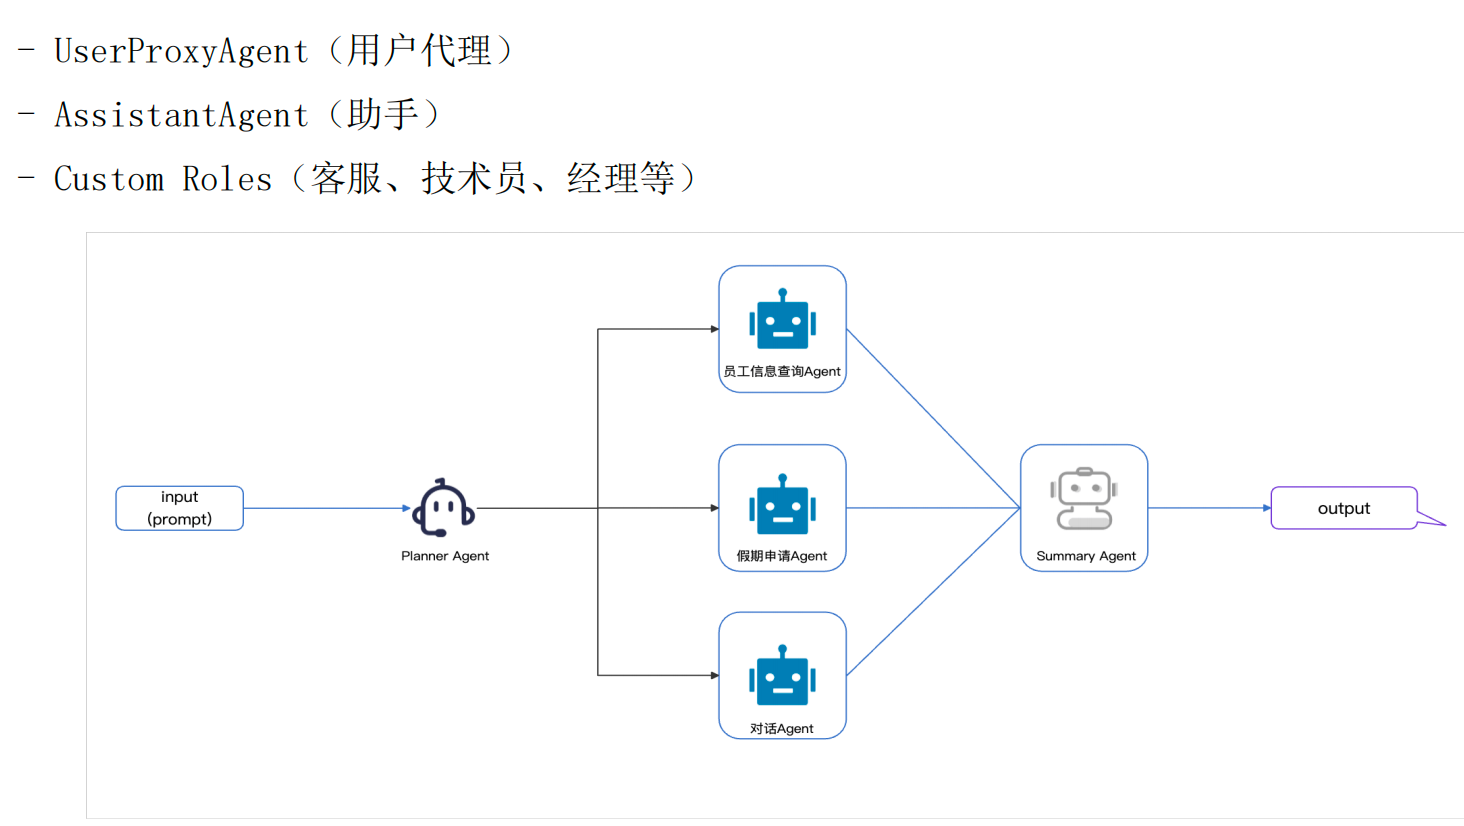 - UserProxyAgent（用户代理）
- AssistantAgent（助手）
- Custom Roles（客服、技术员、经理等）
员工信息查询Agent
input
(prompt)
Planner Agent
假期申请Agent
Summary Agent
output
对话Agent